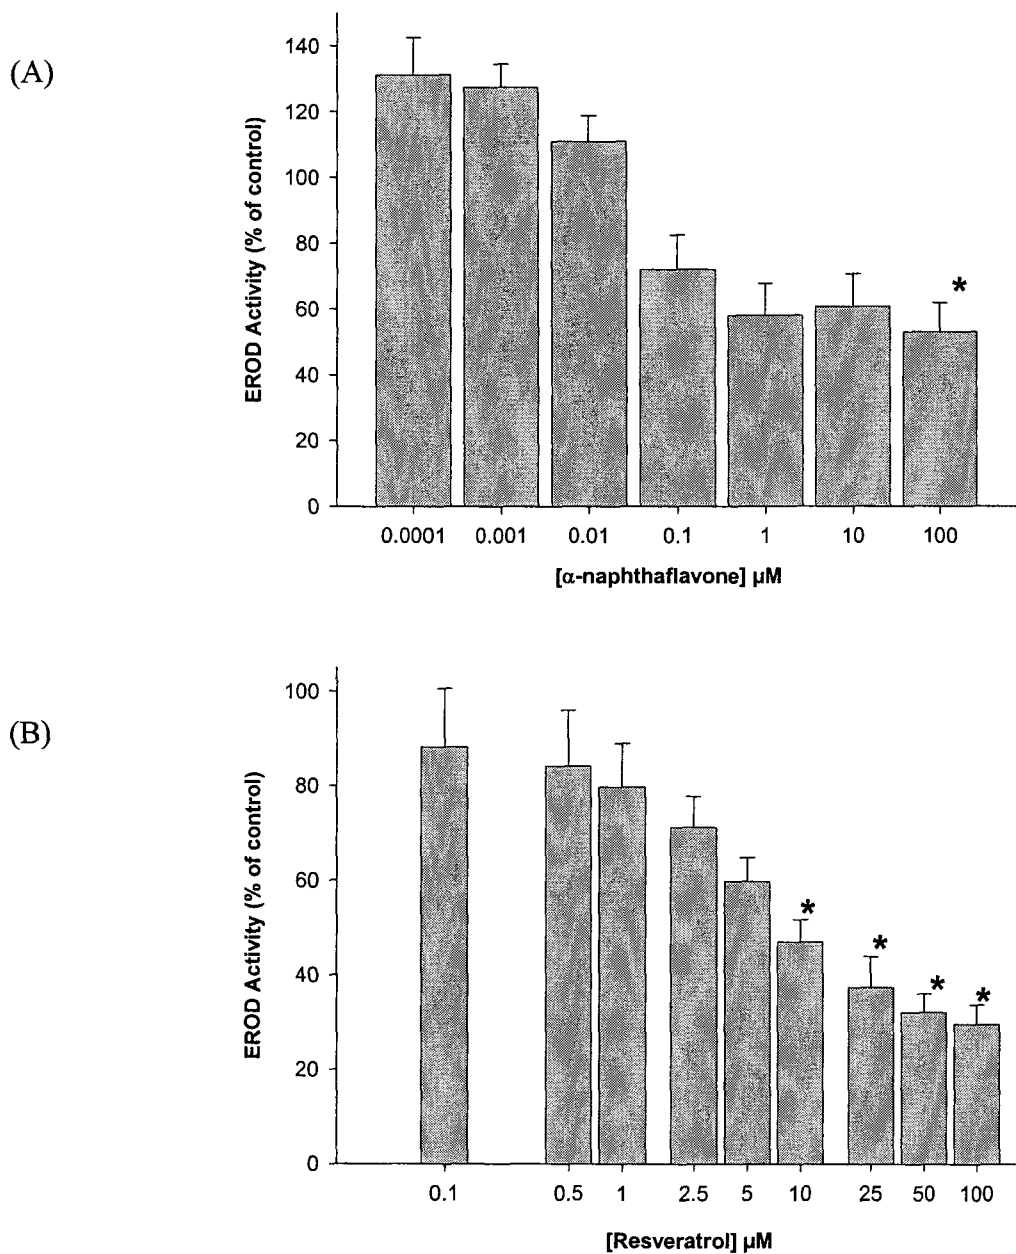 (A)
EROD Activity (% of control)
140
120
100
80
60
40
20
0
*
0.0001 0.001 0.01 0.1 1 10 100
[α-naphthaflavone] µM
(B)
EROD Activity (% of control)
100
80
60
40
20
0
* * * *
0.1 0.5 1 2.5 5 10 25 50 100
[Resveratrol] µM